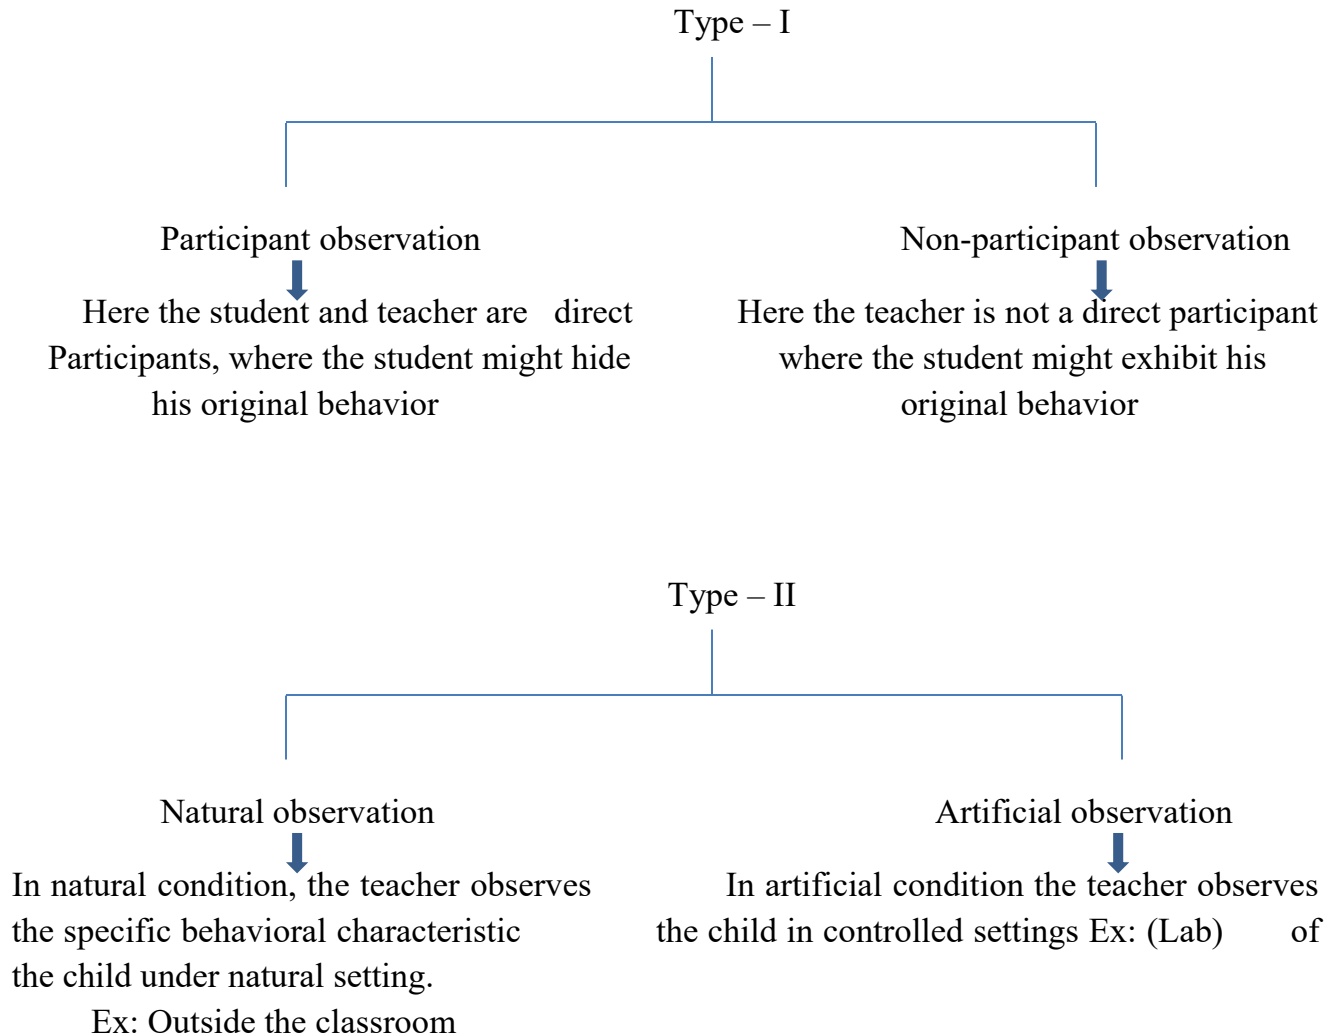 Type – I
Participant observation
Here the student and teacher are direct
Participants, where the student might hide
his original behavior
Non-participant observation
Here the teacher is not a direct participant
where the student might exhibit his
original behavior
Type – II
Natural observation
In natural condition, the teacher observes
the specific behavioral characteristic
the child under natural setting.
Ex: Outside the classroom
Artificial observation
In artificial condition the teacher observes
the child in controlled settings Ex: (Lab) of